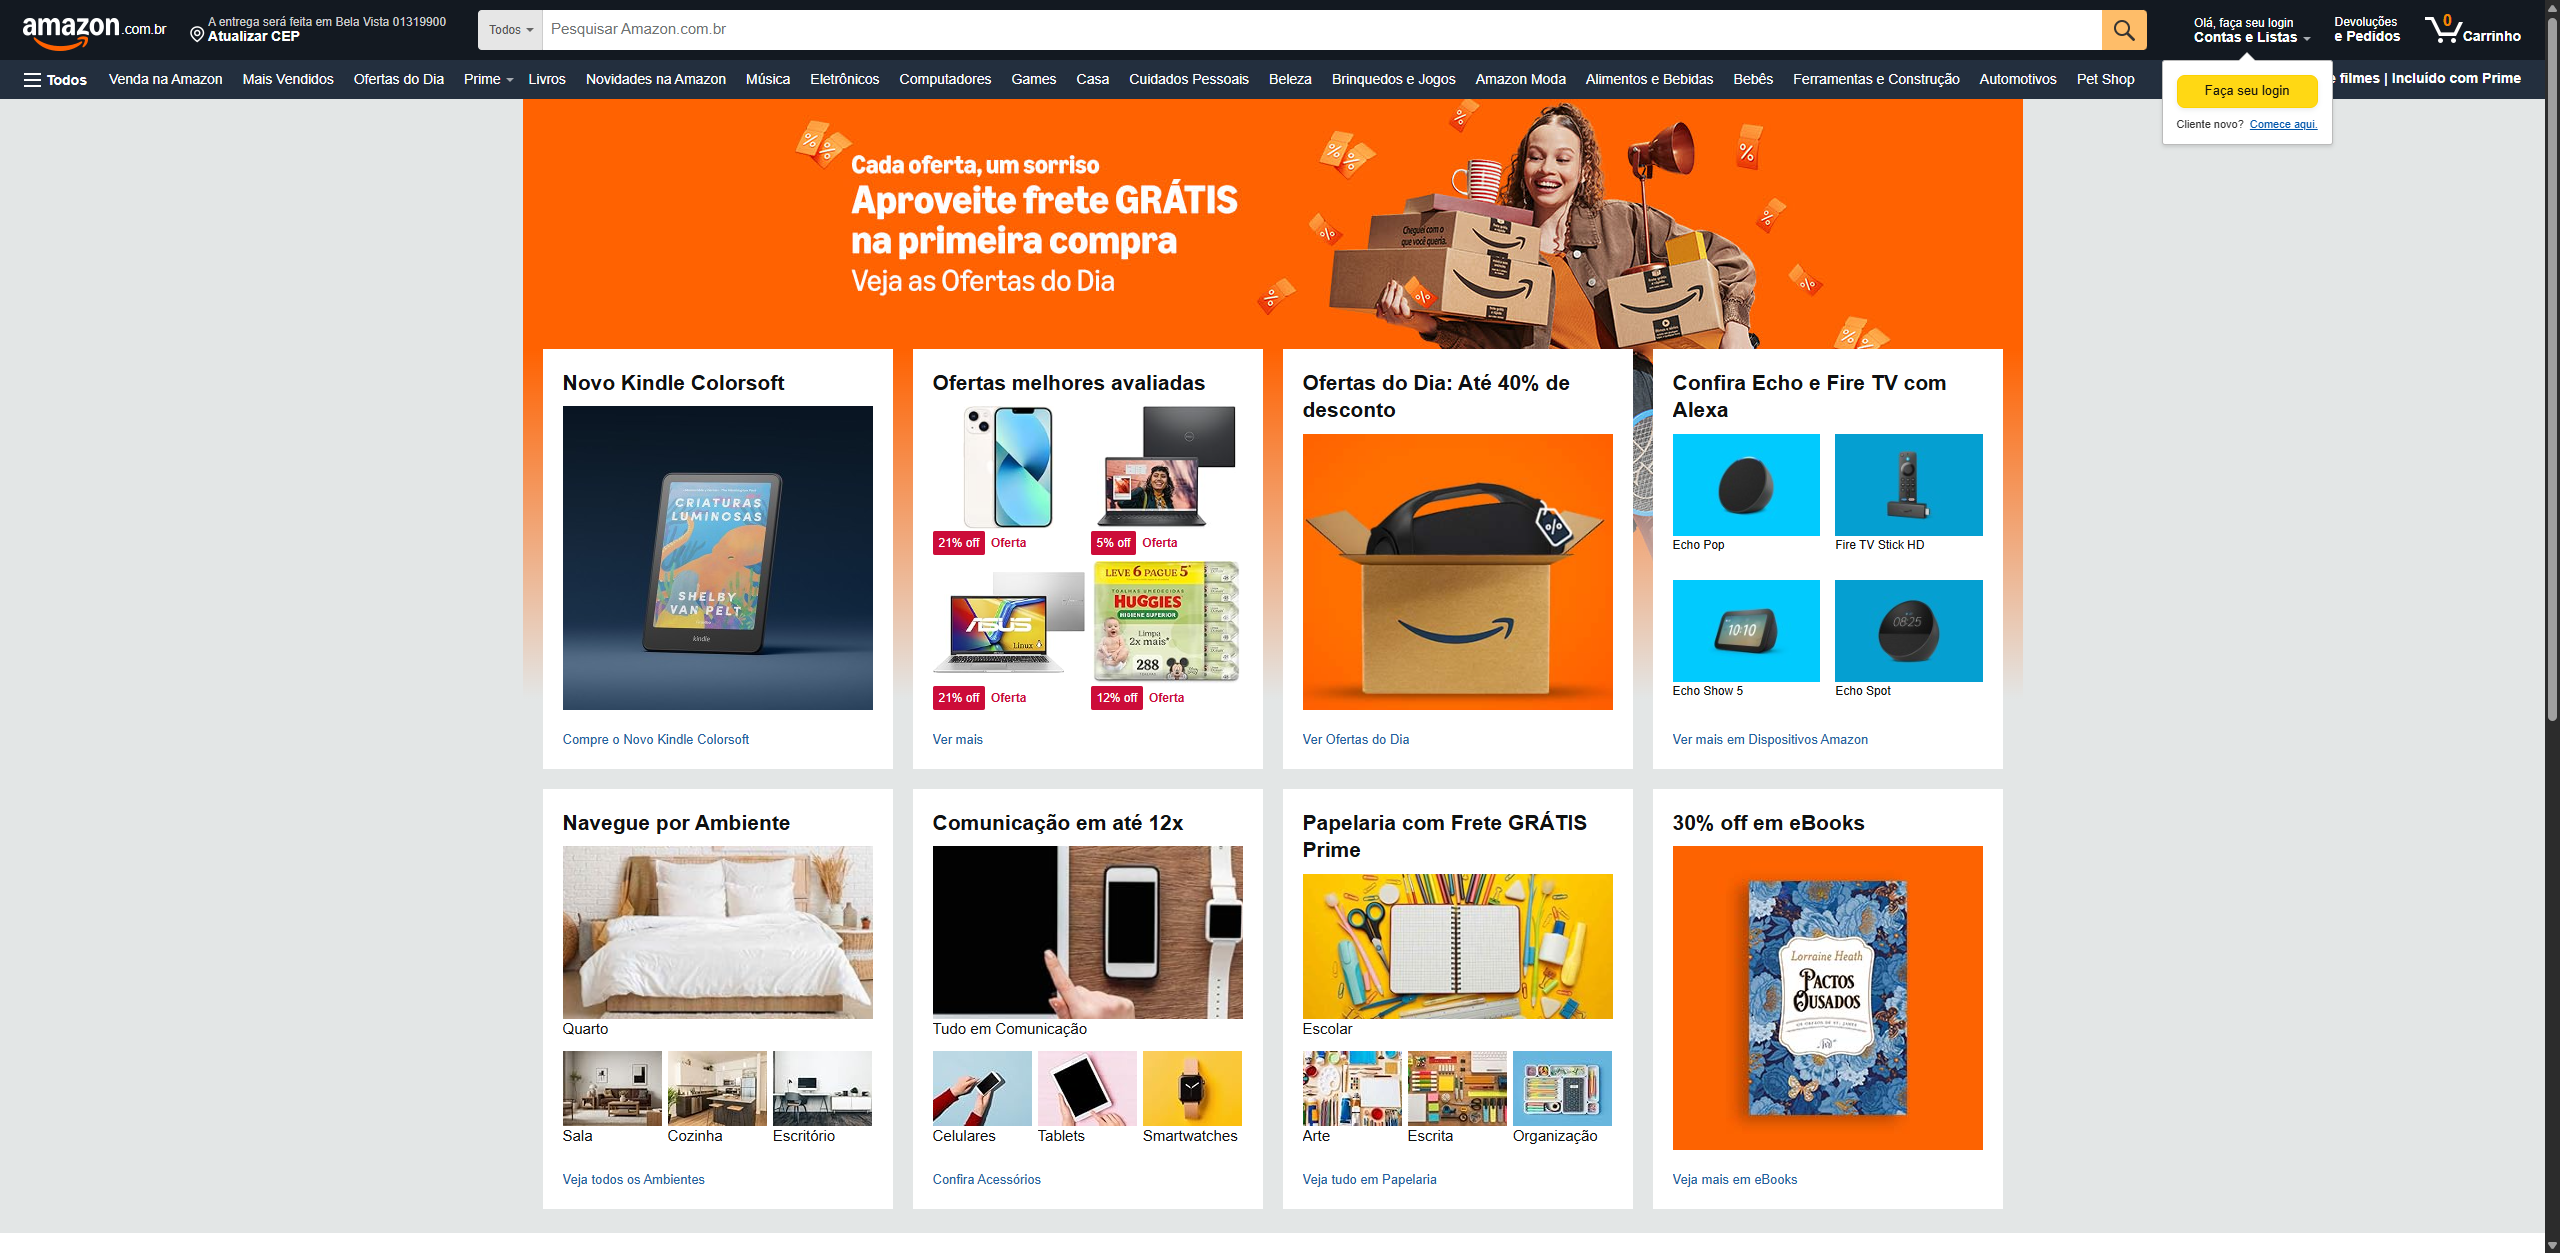 amazon.com.br
A entrega será feita em Bela Vista 01319900
Atualizar CEP
Todos
Pesquisar Amazon.com.br
Olá, faça seu login
Contas e Listas
Devoluções
e Pedidos
0
Carrinho
Todos
Venda na Amazon
Mais Vendidos
Ofertas do Dia
Prime
Livros
Novidades na Amazon
Música
Eletrônicos
Computadores
Games
Casa
Cuidados Pessoais
Beleza
Brinquedos e Jogos
Amazon Moda
Alimentos e Bebidas
Bebês
Ferramentas e Construção
Automotivos
Pet Shop
e filmes | Incluído com Prime
Faça seu login
Cliente novo? Comece aqui.
Cada oferta, um sorriso
Aproveite frete GRÁTIS
na primeira compra
Veja as Ofertas do Dia
Cheguei com o
que você queria.
Novo Kindle Colorsoft
CRIATURAS
LUMINOSAS
SHELBY
VAN PELT
kindle
Compre o Novo Kindle Colorsoft
Ofertas melhores avaliadas
21% off Oferta
5% off Oferta
ASUS
Linux
LEVE 6 PAGUE 5*
TOALHAS UMEDECIDAS
HUGGIES
HIGIENE SUPERIOR
Limpa
2x mais*
288
21% off Oferta
12% off Oferta
Ver mais
Ofertas do Dia: Até 40% de
desconto
%
Ver Ofertas do Dia
Confira Echo e Fire TV com
Alexa
Echo Pop
Fire TV Stick HD
10:10
08:25
Echo Show 5
Echo Spot
Ver mais em Dispositivos Amazon
Navegue por Ambiente
Quarto
Sala
Cozinha
Escritório
Veja todos os Ambientes
Comunicação em até 12x
Tudo em Comunicação
Celulares
Tablets
Smartwatches
Confira Acessórios
Papelaria com Frete GRÁTIS
Prime
Escolar
Arte
Escrita
Organização
Veja tudo em Papelaria
30% off em eBooks
Lorraine Heath
PACTOS
OUSADOS
Veja mais em eBooks